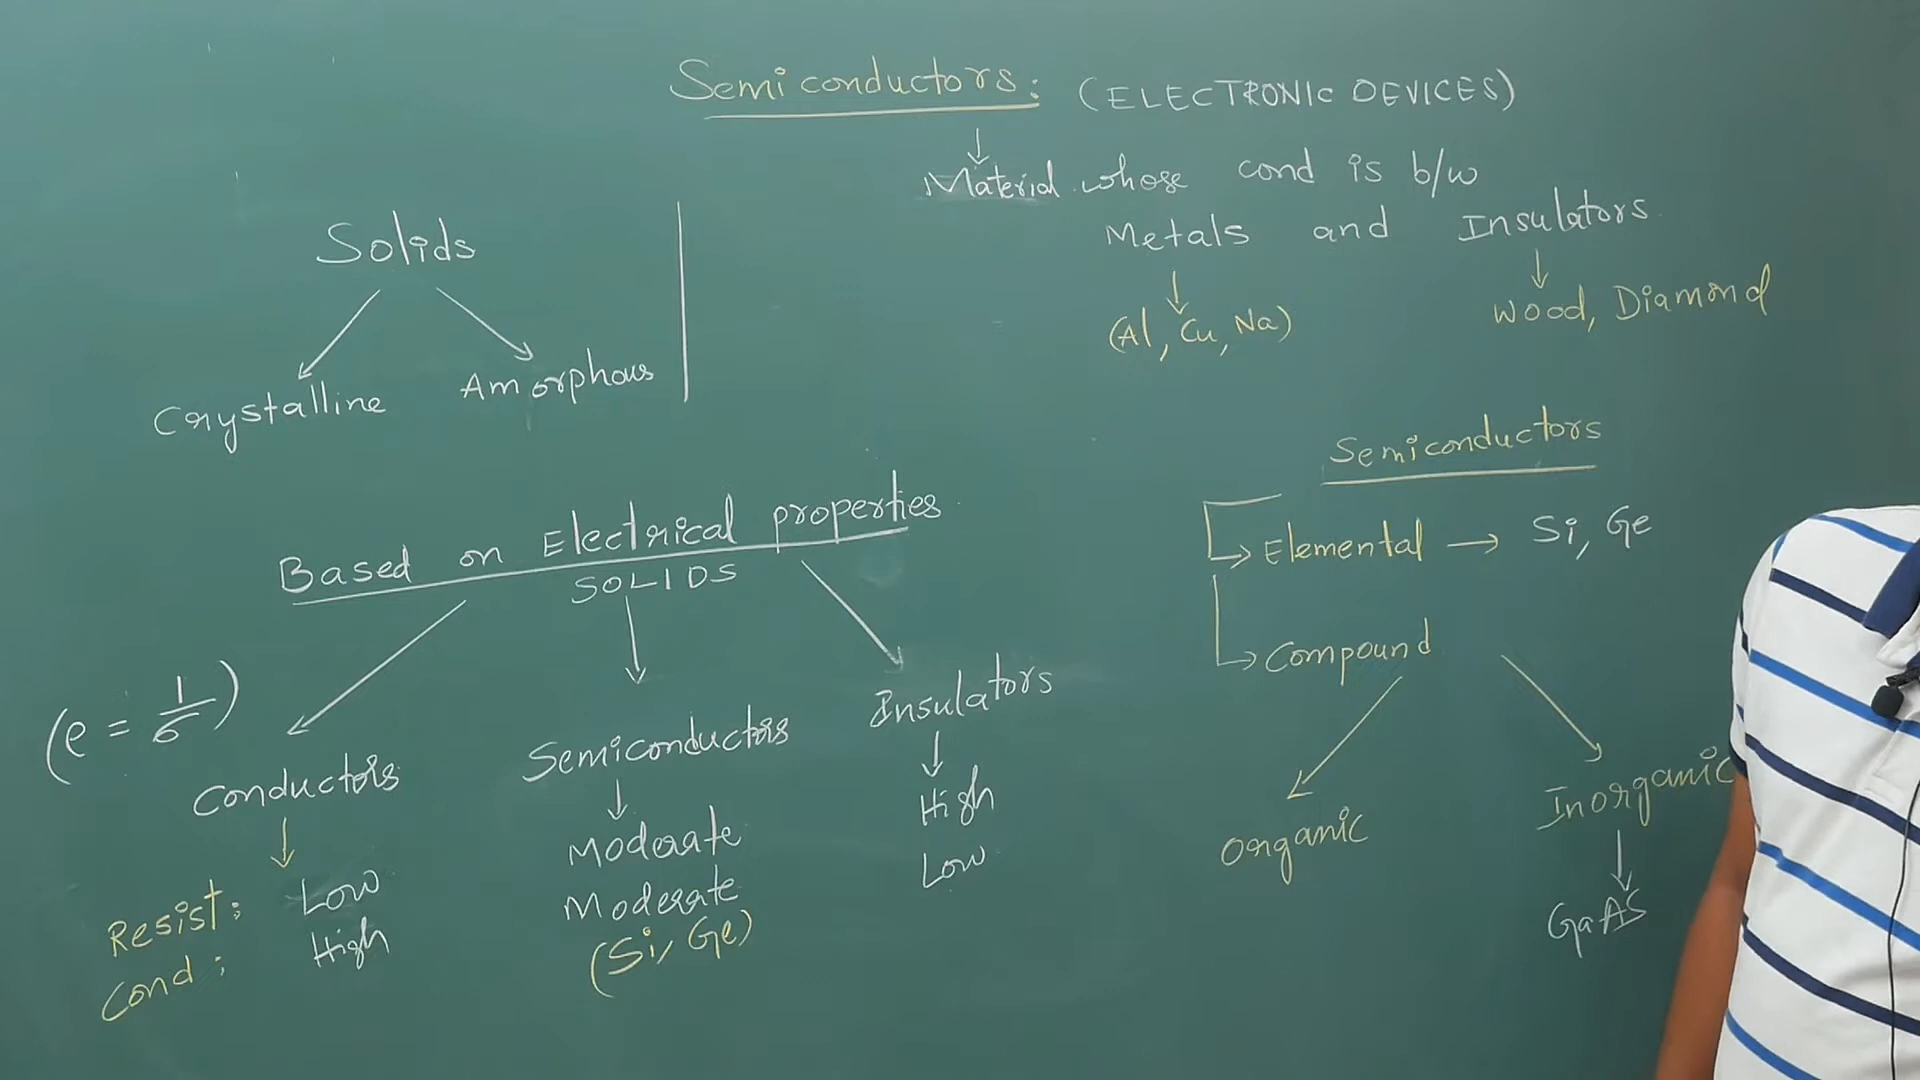 Semiconductors: (ELECTRONIC DEVICES)
Material whose cond is b/w
Metals and Insulators
(Al, Cu, Na)
Wood, Diamond
Solids
Crystalline
Amorphous
Based on Electrical properties
SOLIDS
(ρ = 1/σ)
Conductors
Semiconductors
Insulators
Resist: Low Moderate High
Cond: High Moderate Low
(Si, Ge)
Semiconductors
Elemental → Si, Ge
Compound
Organic
Inorganic
GaAS